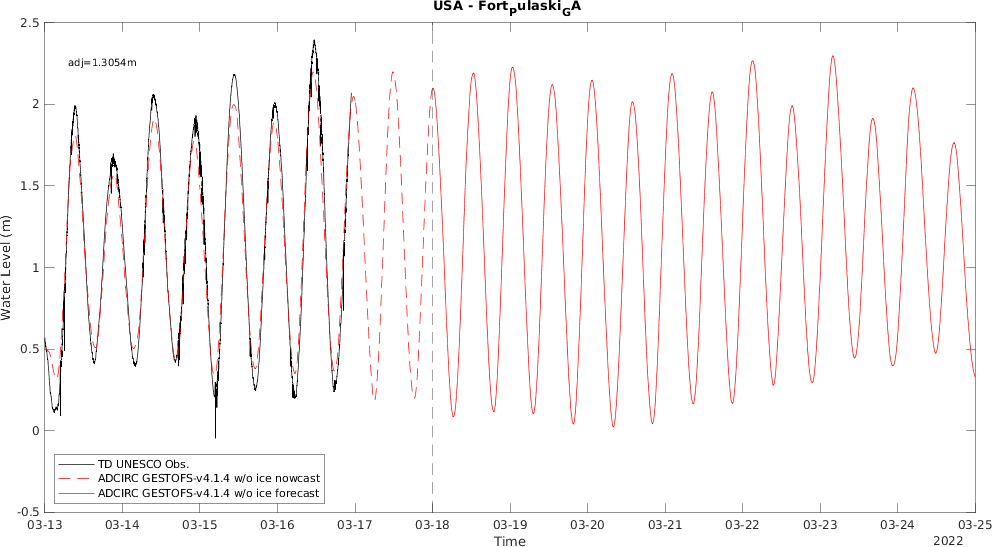 USA - FortPulaskiGA
adj=1.3054m
2.5
2
1.5
1
0.5
0
-0.5
Water Level (m)
TD UNESCO Obs.
ADCIRC GESTOFS-v4.1.4 w/o ice nowcast
ADCIRC GESTOFS-v4.1.4 w/o ice forecast
03-13 03-14 03-15 03-16 03-17 03-18 03-19 03-20 03-21 03-22 03-23 03-24 03-25
Time
2022